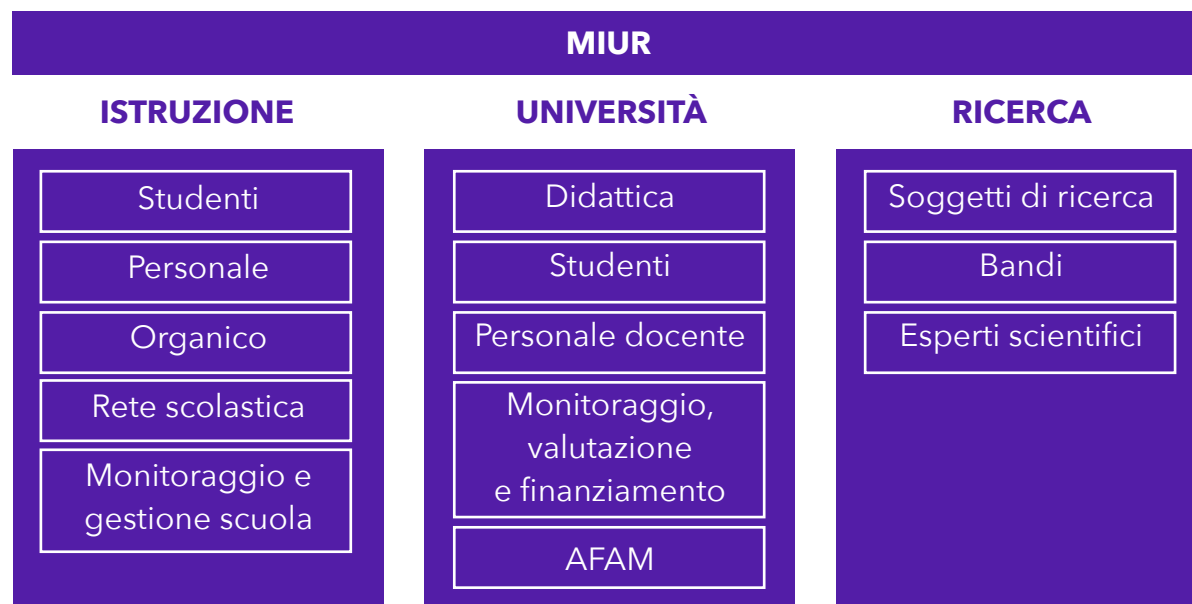 MIUR
ISTRUZIONE
Studenti
Personale
Organico
Rete scolastica
Monitoraggio e
gestione scuola
UNIVERSITÀ
Didattica
Studenti
Personale docente
Monitoraggio,
valutazione
e finanziamento
AFAM
RICERCA
Soggetti di ricerca
Bandi
Esperti scientifici